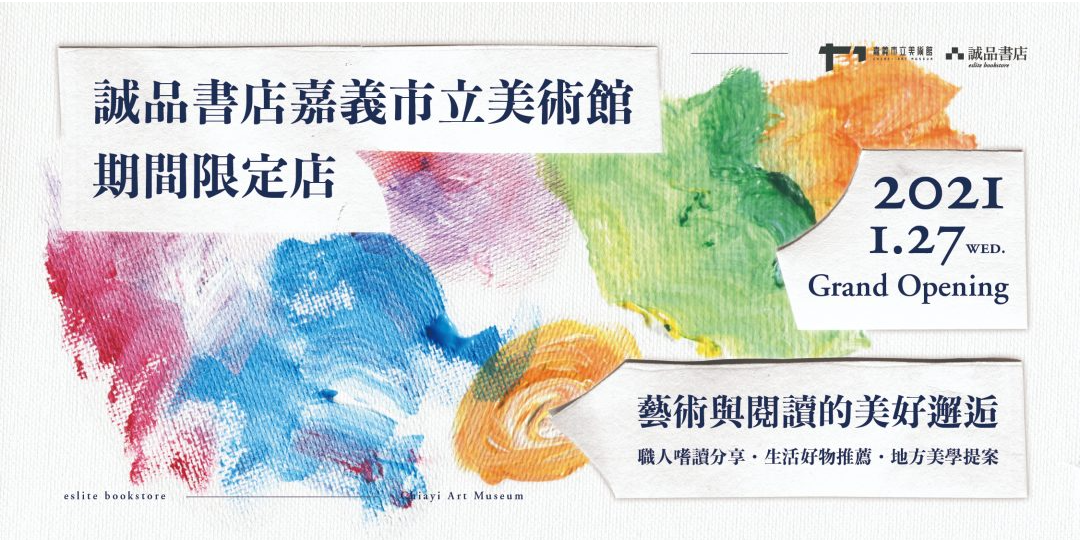 誠品書店嘉義市立美術館
期間限定店
嘉義市立美術館
CHIAYI ART MUSEUM
誠品書店
eslite bookstore
2021
1.27 WED.
Grand Opening
藝術與閱讀的美好邂逅
職人嗜讀分享・生活好物推薦・地方美學提案
eslite bookstore
Chiayi Art Museum